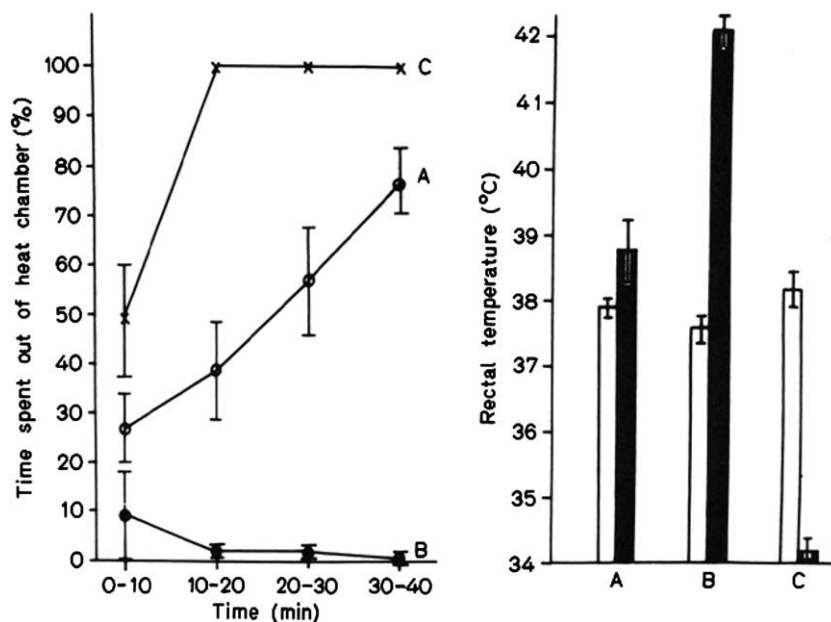 Time spent out of heat chamber (%)
100
90
80
70
60
50
40
30
20
10
0
0-10
10-20
20-30
30-40
Time (min)
C
A
B
Rectal temperature (°C)
42
41
40
39
38
37
36
35
34
A
B
C